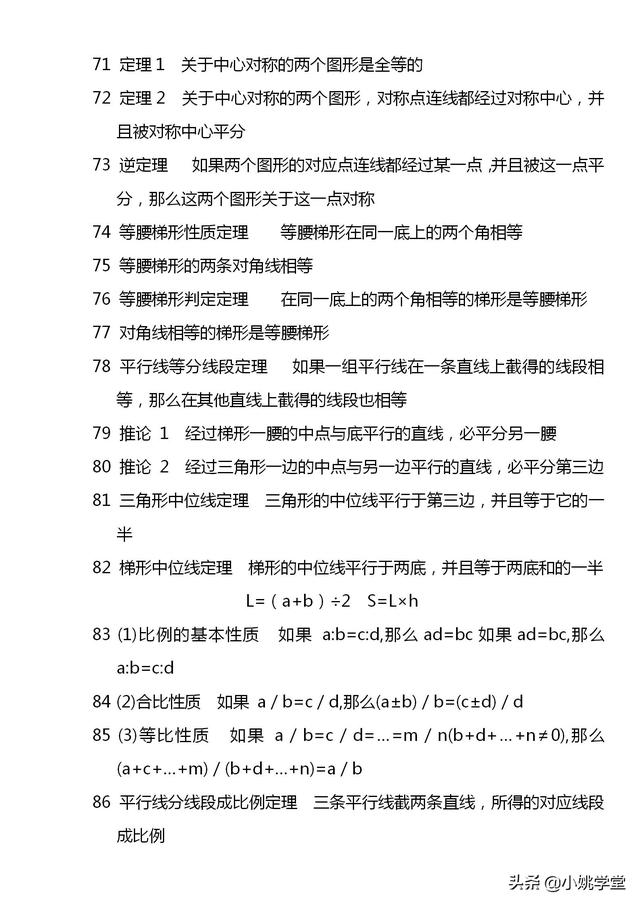 71 定理1 关于中心对称的两个图形是全等的
72 定理2 关于中心对称的两个图形，对称点连线都经过对称中心，并
且被对称中心平分
73 逆定理 如果两个图形的对应点连线都经过某一点,并且被这一点平
分，那么这两个图形关于这一点对称
74 等腰梯形性质定理 等腰梯形在同一底上的两个角相等
75 等腰梯形的两条对角线相等
76 等腰梯形判定定理 在同一底上的两个角相等的梯形是等腰梯形
77 对角线相等的梯形是等腰梯形
78 平行线等分线段定理 如果一组平行线在一条直线上截得的线段相
等，那么在其他直线上截得的线段也相等
79 推论 1 经过梯形一腰的中点与底平行的直线，必平分另一腰
80 推论 2 经过三角形一边的中点与另一边平行的直线，必平分第三边
81 三角形中位线定理 三角形的中位线平行于第三边，并且等于它的一
半
82 梯形中位线定理 梯形的中位线平行于两底，并且等于两底和的一半
L=（a+b）÷2 S=L×h
83 (1)比例的基本性质 如果 a:b=c:d,那么ad=bc 如果ad=bc,那么
a:b=c:d
84 (2)合比性质 如果 a／b=c／d,那么(a±b)／b=(c±d)／d
85 (3)等比性质 如果 a／b=c／d=…=m／n(b+d+…+n≠0),那么
(a+c+…+m)／(b+d+…+n)=a／b
86 平行线分线段成比例定理 三条平行线截两条直线，所得的对应线段
成比例
头条 @小姚学堂